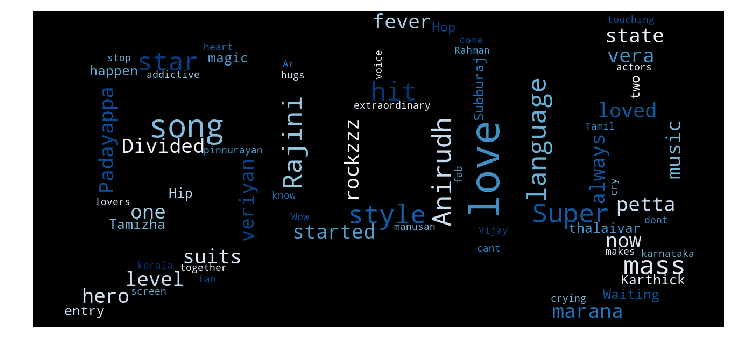 fever Hop touching
state
heart cone
star stop magic vera
Rahman actors
Ar voice
happen addictive hugs two
hit
extraordinary loved
Subburaj
song Rajini rockzzz Anirudh love language Tamil music
Padayappa Divided pinnurayan always
veriyan fab cry
Hip know petta
lovers
one Wow style Super dont
Tamizha started manusan Vijay thalaivar
now
suits cant makes karnataka
kerala together mass
level fan Karthick
hero screen crying Waiting
entry marana